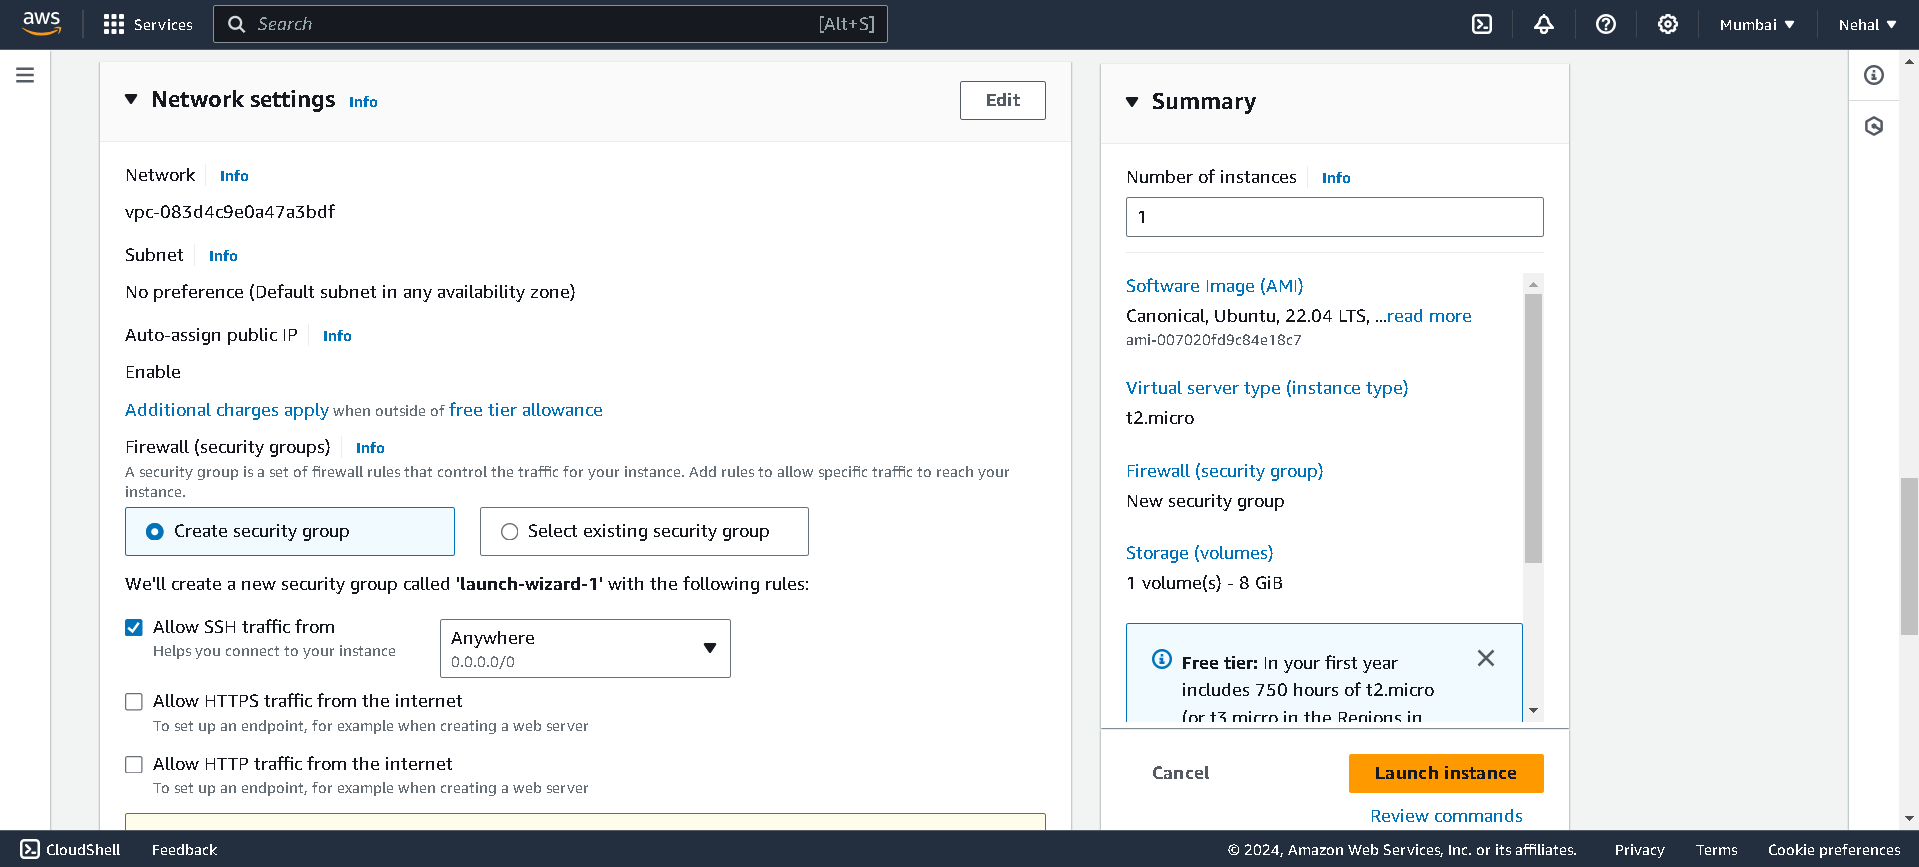 aws
Services
Search
[Alt+S]
Mumbai
Nehal
Network settings Info
Edit
Network Info
vpc-083d4c9e0a47a3bdf
Subnet Info
No preference (Default subnet in any availability zone)
Auto-assign public IP Info
Enable
Additional charges apply when outside of free tier allowance
Firewall (security groups) Info
A security group is a set of firewall rules that control the traffic for your instance. Add rules to allow specific traffic to reach your
instance.
Create security group
Select existing security group
We'll create a new security group called 'launch-wizard-1' with the following rules:
Allow SSH traffic from
Helps you connect to your instance
Anywhere
0.0.0.0/0
Allow HTTPS traffic from the internet
To set up an endpoint, for example when creating a web server
Allow HTTP traffic from the internet
To set up an endpoint, for example when creating a web server
Summary
Number of instances Info
1
Software Image (AMI)
Canonical, Ubuntu, 22.04 LTS, ...read more
ami-007020fd9c84e18c7
Virtual server type (instance type)
t2.micro
Firewall (security group)
New security group
Storage (volumes)
1 volume(s) - 8 GiB
Free tier: In your first year
includes 750 hours of t2.micro
(or t3.micro in the Regions in
Cancel
Launch instance
Review commands
CloudShell
Feedback
© 2024, Amazon Web Services, Inc. or its affiliates.
Privacy
Terms
Cookie preferences